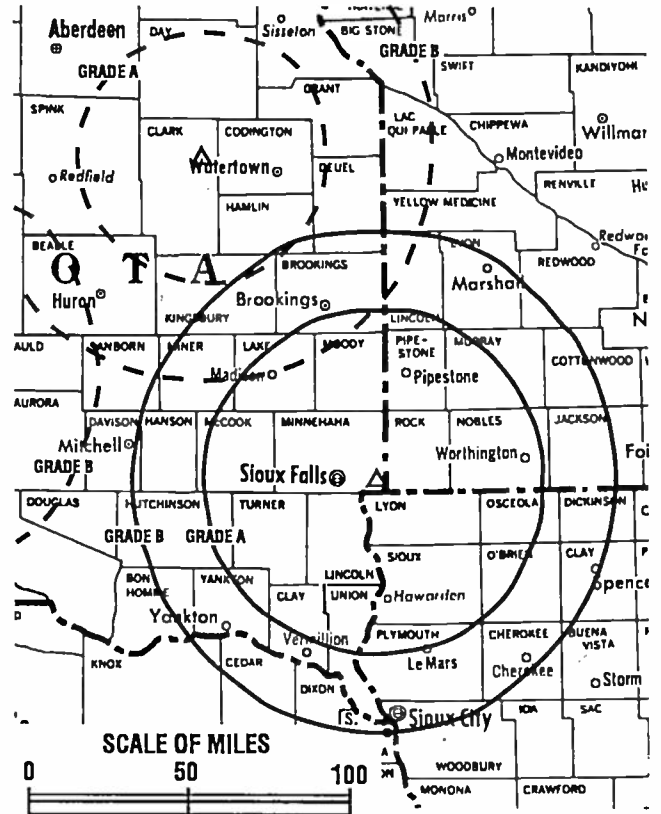 Aberdeen
DAY
Sisseton
BIG STONE
Morris
GRADE B
GRADE A
SWIFT
KANDIYOHI
SPINK
GRANT
LAC
QUI PARLE
CHIPPEWA
Willmar
CLARK
CODINGTON
Montevideo
Redfield
Watertown
DEUEL
RENVILLE
HAMLIN
YELLOW MEDICINE
BEADLE
LYON
REDWOOD
O T A
BROOKINGS
Marshall
Huron
Brookings
KINGSBURY
LINCOLN
AULD
SANBORN
MINER
LAKE
MOODY
PIPE-
STONE
MURRAY
COTTONWOOD
Madison
Pipestone
AURORA
DAVISON
HANSON
McCOOK
MINNEHAHA
ROCK
NOBLES
JACKSON
Mitchell
Worthington
GRADE B
Sioux Falls
DOUGLAS
HUTCHINSON
TURNER
LYON
OSCEOLA
DICKINSON
GRADE B
GRADE A
SIOUX
O'BRIEN
CLAY
BON
HOMME
YANKTON
CLAY
LINCOLN
UNION
Hawarden
Spence
Yankton
Vermillion
PLYMOUTH
CHEROKEE
BUENA
VISTA
KNOX
CEDAR
Le Mars
Cherokee
DIXON
Storm
S.
Sioux City
IDA
SAC
SCALE OF MILES
0
50
100
WOODBURY
MONONA
CRAWFORD